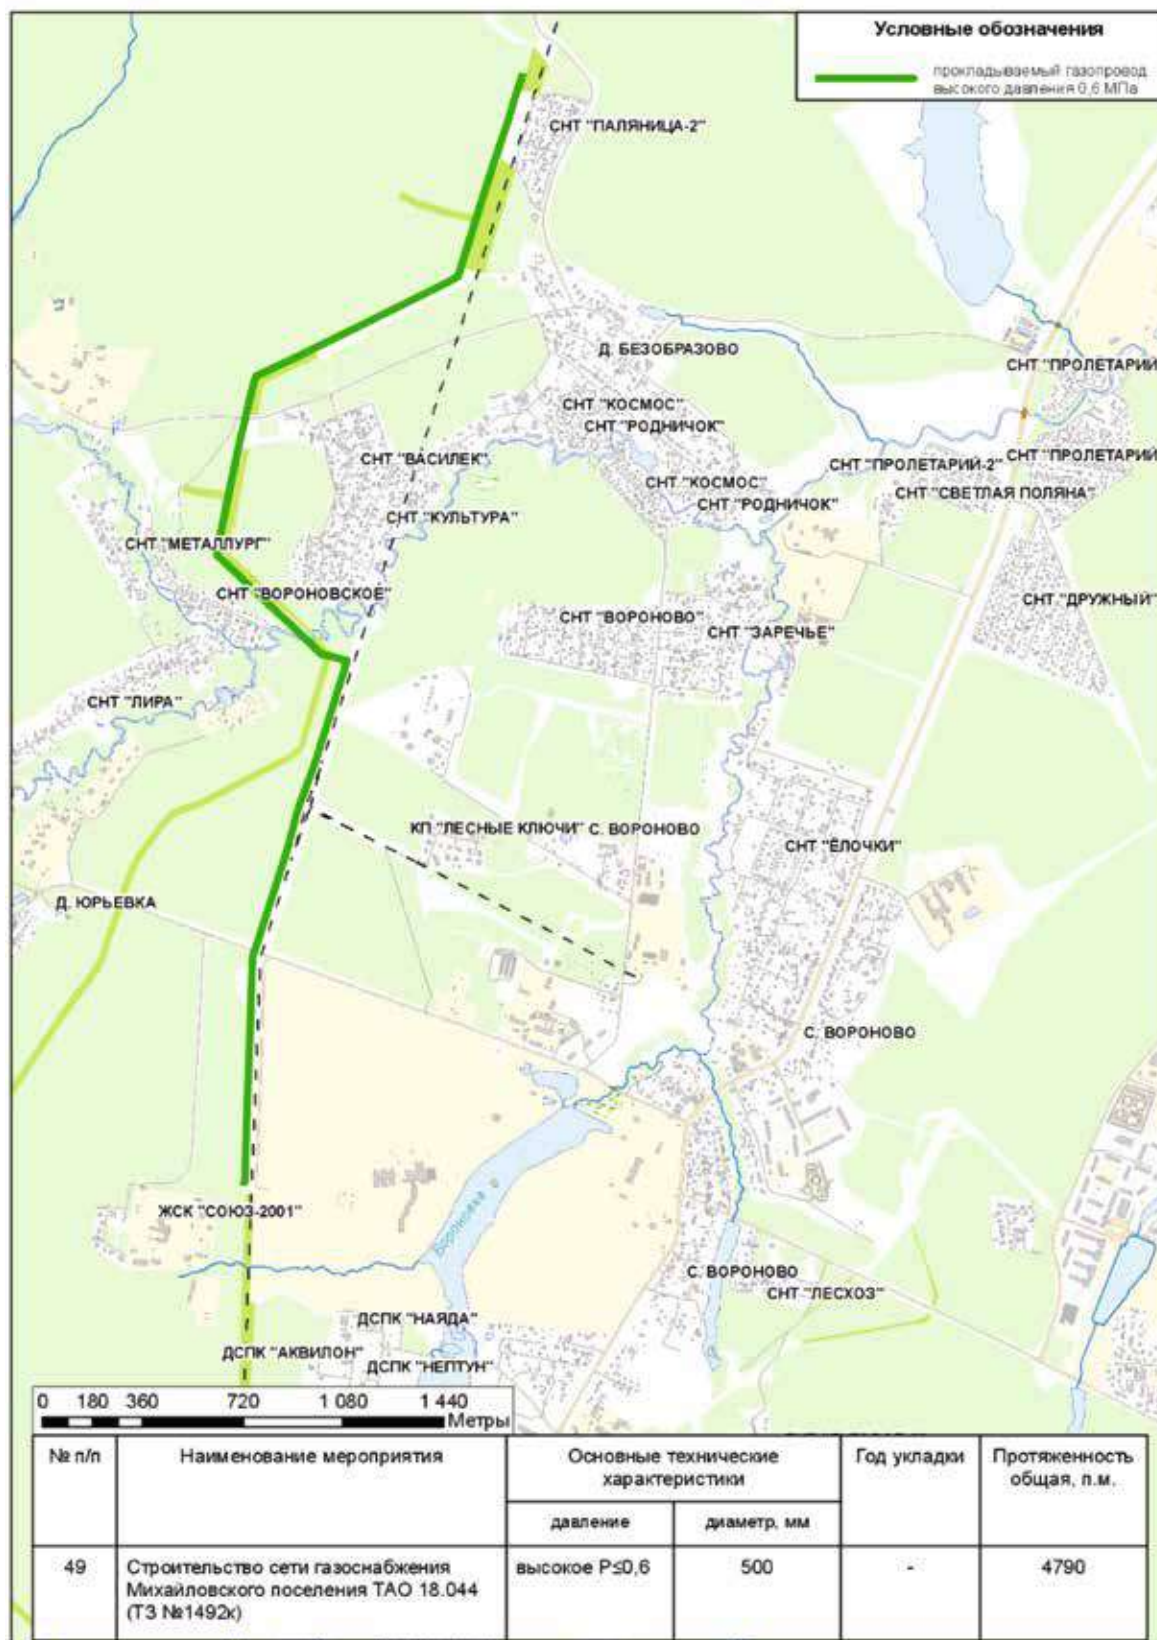 Условные обозначения
прокладываемый газопровод
высокого давления 0,6 МПа
СНТ "ПАЛЯНИЦА-2"
Д. БЕЗОБРАЗОВО
СНТ "ПРОЛЕТАРИЙ
СНТ "КОСМОС"
СНТ "РОДНИЧОК"
СНТ "ВАСИЛЕК"
СНТ "ПРОЛЕТАРИЙ-2"
СНТ "ПРОЛЕТАРИЙ
СНТ "КОСМОС"
СНТ "СВЕТЛАЯ ПОЛЯНА"
СНТ "РОДНИЧОК"
СНТ "КУЛЬТУРА"
СНТ "МЕТАЛЛУРГ"
СНТ "ВОРОНОВСКОЕ"
СНТ "ДРУЖНЫЙ"
СНТ "ВОРОНОВО"
СНТ "ЗАРЕЧЬЕ"
СНТ "ЛИРА"
КП "ЛЕСНЫЕ КЛЮЧИ"
С. ВОРОНОВО
СНТ "ЁЛОЧКИ"
Д. ЮРЬЕВКА
С. ВОРОНОВО
ЖСК "СОЮЗ-2001"
Вороновка
С. ВОРОНОВО
СНТ "ЛЕСХОЗ"
ДСПК "НАЯДА"
ДСПК "АКВИЛОН"
ДСПК "НЕПТУН"
0 180 360 720 1 080 1 440
Метры
№ п/п
Наименование мероприятия
Основные технические
характеристики
Год укладки
Протяженность
общая, п.м.
давление
диаметр, мм
49
Строительство сети газоснабжения
Михайловского поселения ТАО 18.044
(ТЗ №1492к)
высокое Р≤0,6
500
-
4790